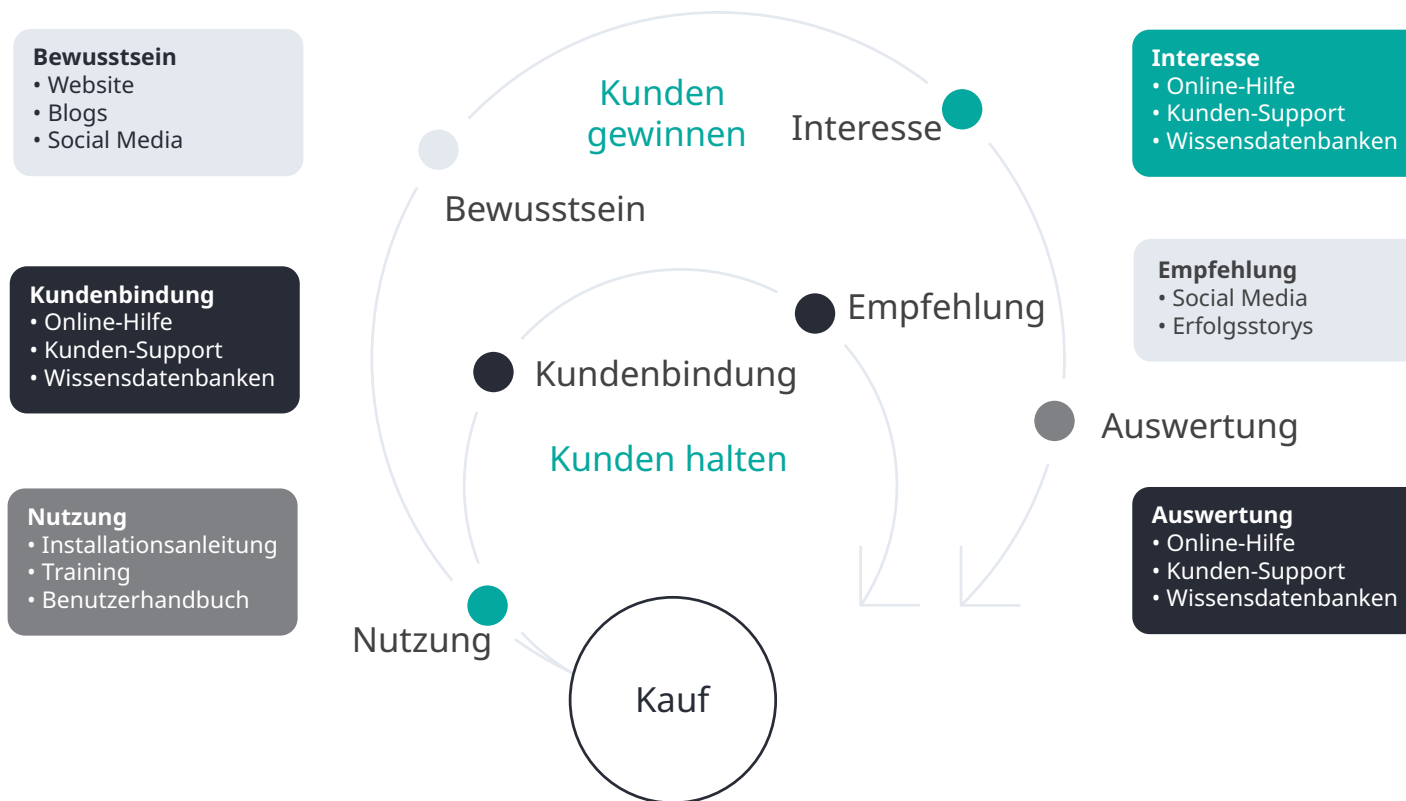 Bewusstsein
• Website
• Blogs
• Social Media
Kundenbindung
• Online-Hilfe
• Kunden-Support
• Wissensdatenbanken
Nutzung
• Installationsanleitung
• Training
• Benutzerhandbuch
Kunden
gewinnen
Interesse
Bewusstsein
Empfehlung
Kundenbindung
Auswertung
Kunden halten
Nutzung
Kauf
Interesse
• Online-Hilfe
• Kunden-Support
• Wissensdatenbanken
Empfehlung
• Social Media
• Erfolgsstorys
Auswertung
• Online-Hilfe
• Kunden-Support
• Wissensdatenbanken